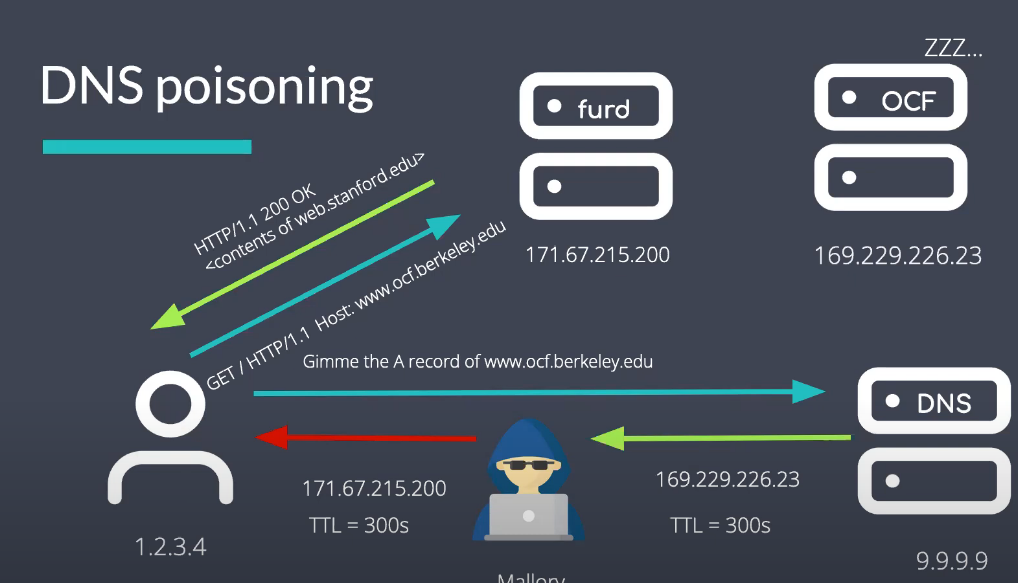 ZZZ...
DNS poisoning
furd
OCF
HTTP/1.1 200 OK
<contents of web.stanford.edu>
171.67.215.200
169.229.226.23
GET / HTTP/1.1 Host: www.ocf.berkeley.edu
Gimme the A record of www.ocf.berkeley.edu
DNS
171.67.215.200
TTL = 300s
169.229.226.23
TTL = 300s
1.2.3.4
9.9.9.9
Mallory